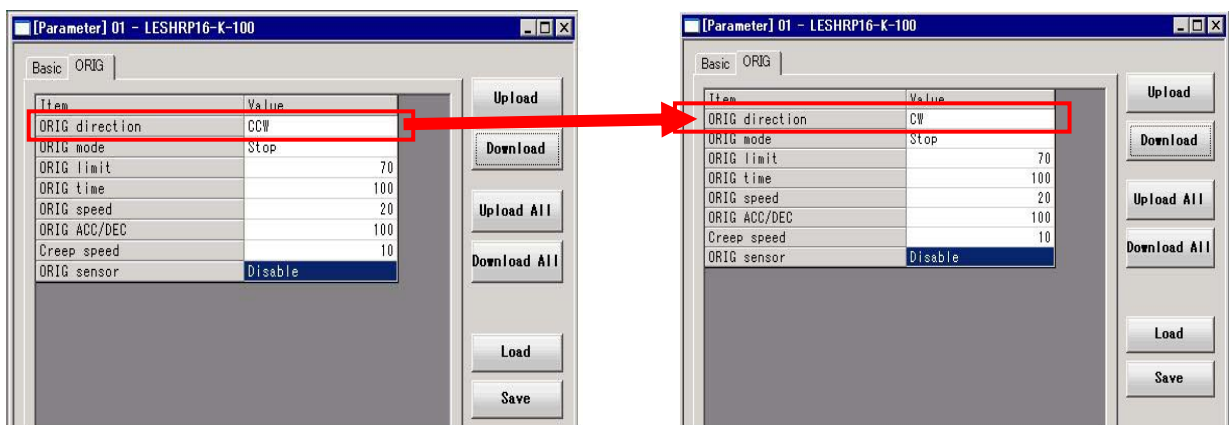 [Parameter] 01 - LESHRP16-K-100
Basic ORIG
Item Value
ORIG direction CCW
ORIG mode Stop
ORIG limit 70
ORIG time 100
ORIG speed 20
ORIG ACC/DEC 100
Creep speed 10
ORIG sensor Disable
Upload
Download
Upload All
Download All
Load
Save
[Parameter] 01 - LESHRP16-K-100
Basic ORIG
Item Value
ORIG direction CW
ORIG mode Stop
ORIG limit 70
ORIG time 100
ORIG speed 20
ORIG ACC/DEC 100
Creep speed 10
ORIG sensor Disable
Upload
Download
Upload All
Download All
Load
Save